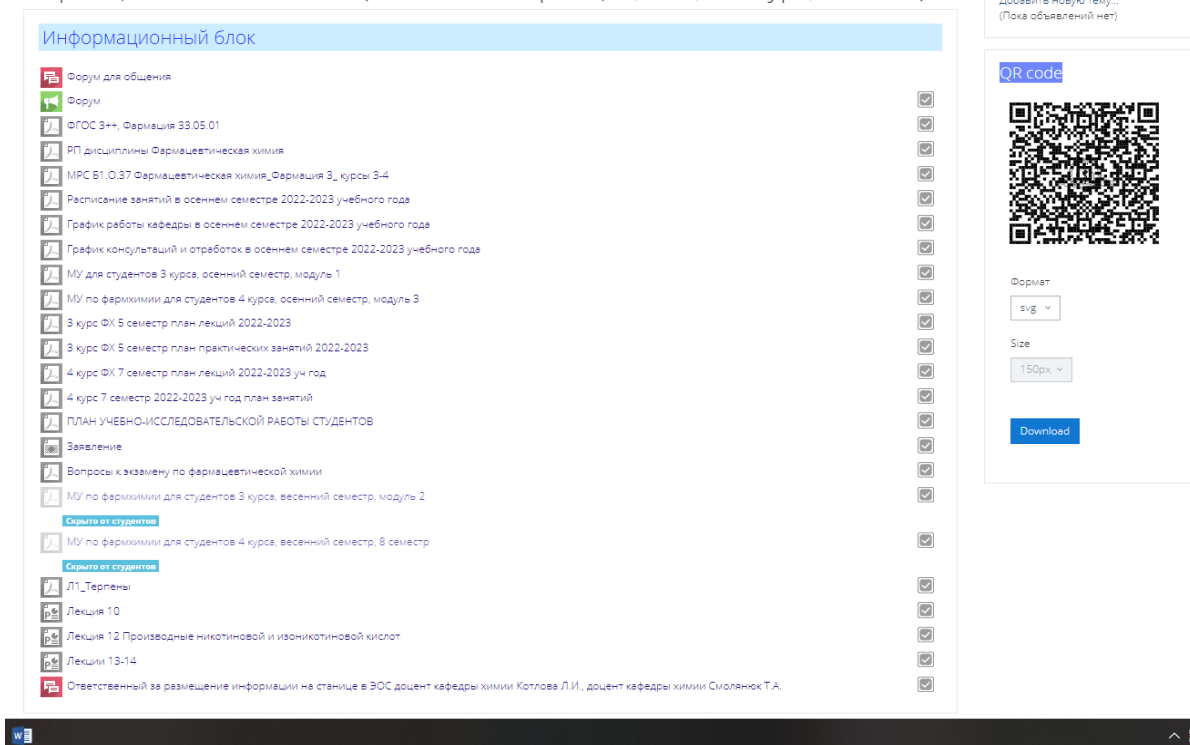 Информационный блок
Форум для общения
Форум
ФГОС 3++, Фармация 33.05.01
РП дисциплины Фармацевтическая химия
МРС Б1.О.37 Фармацевтическая химия_Фармация 3_ курсы 3-4
Расписание занятий в осеннем семестре 2022-2023 учебного года
График работы кафедры в осеннем семестре 2022-2023 учебного года
График консультаций и отработок в осеннем семестре 2022-2023 учебного года
МУ для студентов 3 курса, осенний семестр, модуль 1
МУ по фармхимии для студентов 4 курса, осенний семестр, модуль 3
3 курс ФХ 5 семестр план лекций 2022-2023
3 курс ФХ 5 семестр план практических занятий 2022-2023
4 курс ФХ 7 семестр план лекций 2022-2023 уч год
4 курс 7 семестр 2022-2023 уч год план занятий
ПЛАН УЧЕБНО-ИССЛЕДОВАТЕЛЬСКОЙ РАБОТЫ СТУДЕНТОВ
Заявление
Вопросы к экзамену по фармацевтической химии
МУ по фармхимии для студентов 3 курса, весенний семестр, модуль 2
Скрыто от студентов
МУ по фармхимии для студентов 4 курса, весенний семестр, 8 семестр
Скрыто от студентов
Л1_Терпены
Лекция 10
Лекция 12 Производные никотиновой и изоникотиновой кислот
Лекции 13-14
Ответственный за размещение информации на станице в ЭОС доцент кафедры химии Котлова Л.И., доцент кафедры химии Смолянюк Т.А.
Добавить новую тему...
(Пока объявлений нет)
QR code
Формат
svg
Size
150px
Download